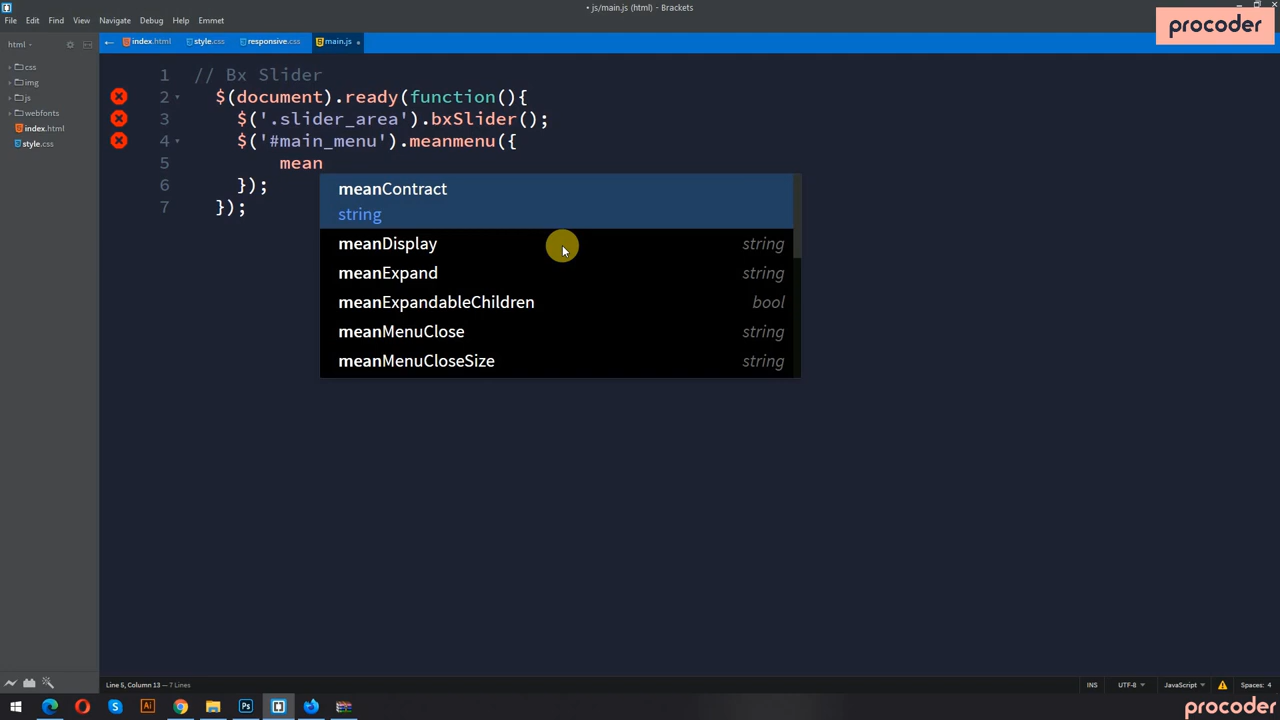 • js/main.js (html) - Brackets
File Edit Find View Navigate Debug Help Emmet
procoder
html
index.html style.css responsive.css main.js •
css
img
js
webfonts
index.html
style.css
1 // Bx Slider
2 $(document).ready(function(){
3 $('.slider_area').bxSlider();
4 $('#main_menu').meanmenu({
5 mean
6 });
7 });
meanContract
string
meanDisplay string
meanExpand string
meanExpandableChildren bool
meanMenuClose string
meanMenuCloseSize string
Line 5, Column 13 — 7 Lines
INS UTF-8 JavaScript Spaces: 4
procoder